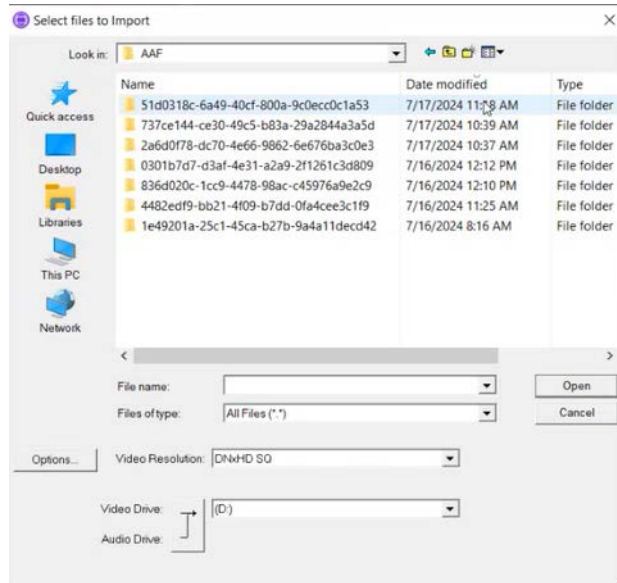 Select files to Import
Look in: AAF
Name Date modified Type
51d0318c-6a49-40cf-800a-9c0ecc0c1a53 7/17/2024 11:18 AM File folder
737ce144-ce30-49c5-b83a-29a2844a3a5d 7/17/2024 10:39 AM File folder
2a6d0f78-dc70-4e66-9862-6e676ba3c0e3 7/17/2024 10:37 AM File folder
0301b7d7-d3af-4e31-a2a9-2f1261c3d809 7/16/2024 12:12 PM File folder
836d020c-1cc9-4478-98ac-c45976a9e2c9 7/16/2024 12:10 PM File folder
4482edf9-bb21-4f09-b7dd-0fa4cee3c1f9 7/16/2024 11:25 AM File folder
1e49201a-25c1-45ca-b27b-9a4a11decd42 7/16/2024 8:16 AM File folder
Quick access
Desktop
Libraries
This PC
Network
File name: Open
Files of type: All Files (*.*) Cancel
Options... Video Resolution: DNxHD SQ
Video Drive: (D:)
Audio Drive: